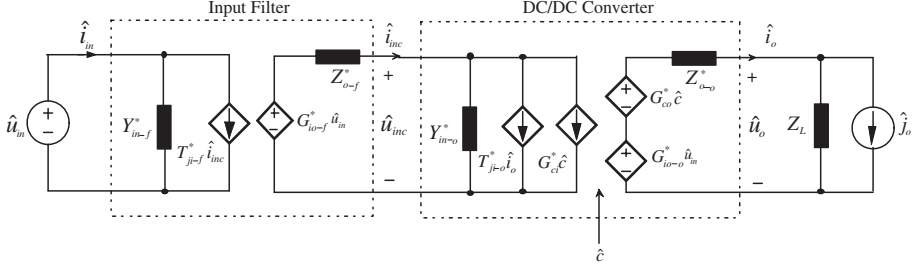 Input Filter
DC/DC Converter
î_in
î_inc
î_o
Z*_o-f
Z*_o-o
+
+
+
−
+
−
û_in
Y*_in-f
T*_ji-f î_inc
G*_io-f û_in
û_inc
Y*_in-o
T*_ji-o î_o
G*_ci ĉ
G*_co ĉ
+
−
G*_io-o û_in
+
−
û_o
Z_L
ĵ_o
−
−
ĉ